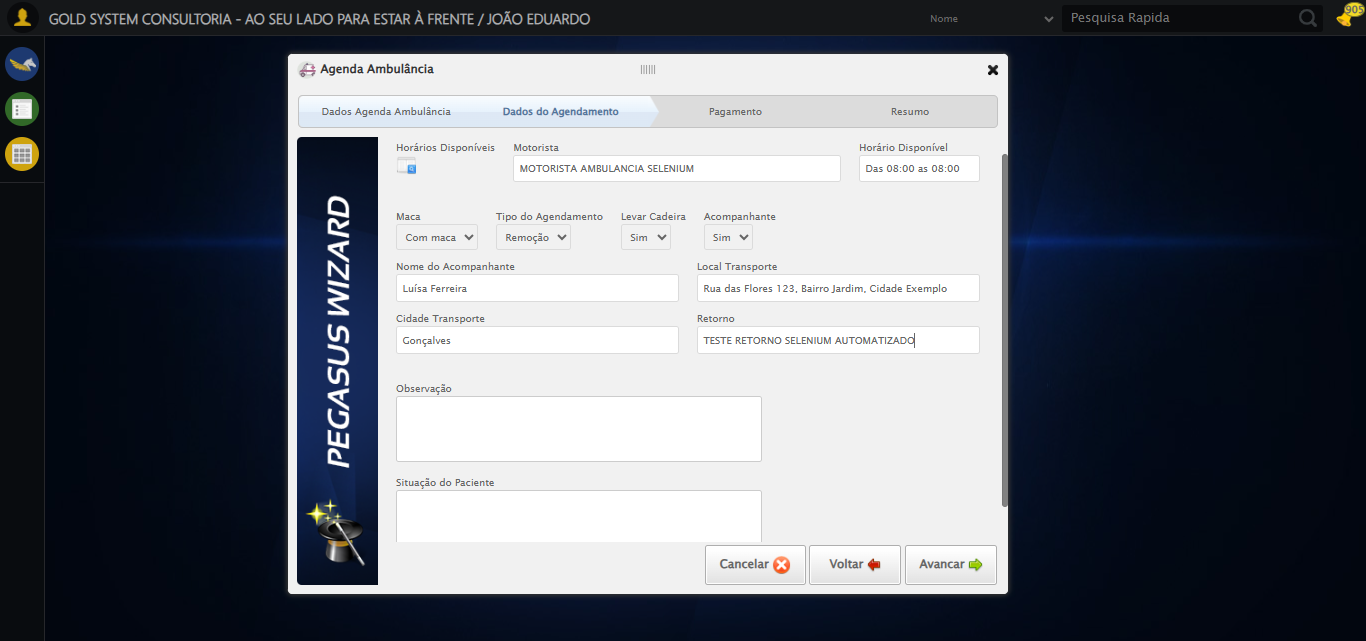 GOLD SYSTEM CONSULTORIA - AO SEU LADO PARA ESTAR À FRENTE / JOÃO EDUARDO
Nome
Pesquisa Rapida
905
Agenda Ambulância
Dados Agenda Ambulância
Dados do Agendamento
Pagamento
Resumo
PEGASUS WIZARD
Horários Disponíveis
Motorista
MOTORISTA AMBULANCIA SELENIUM
Horário Disponível
Das 08:00 as 08:00
Maca
Com maca
Tipo do Agendamento
Remoção
Levar Cadeira
Sim
Acompanhante
Sim
Nome do Acompanhante
Luísa Ferreira
Local Transporte
Rua das Flores 123, Bairro Jardim, Cidade Exemplo
Cidade Transporte
Gonçalves
Retorno
TESTE RETORNO SELENIUM AUTOMATIZADO
Observação
Situação do Paciente
Cancelar
Voltar
Avancar